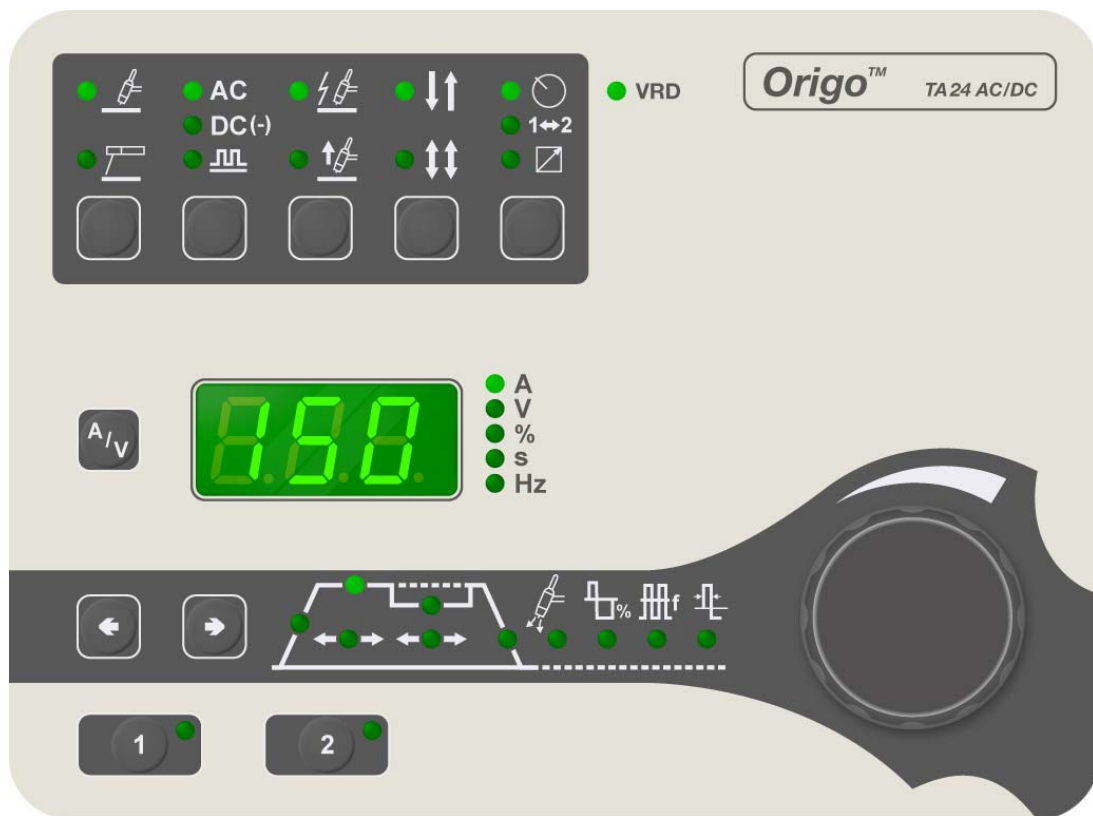 AC
DC(-)
1↔2
VRD
Origo™ TA24 AC/DC
A/V
150
A
V
%
s
Hz
%
f
1
2